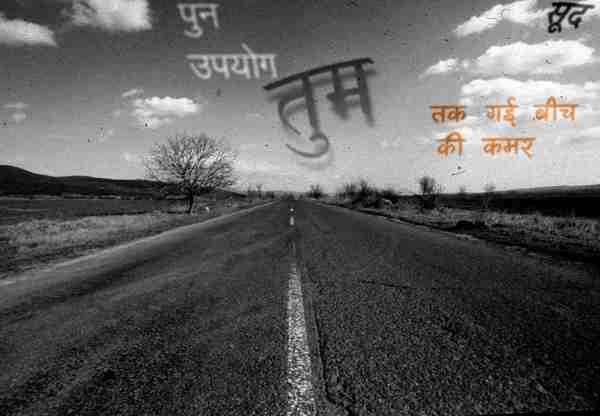 पुन
उपयोग
तुम
सूद
तक गई बीच
की कमर